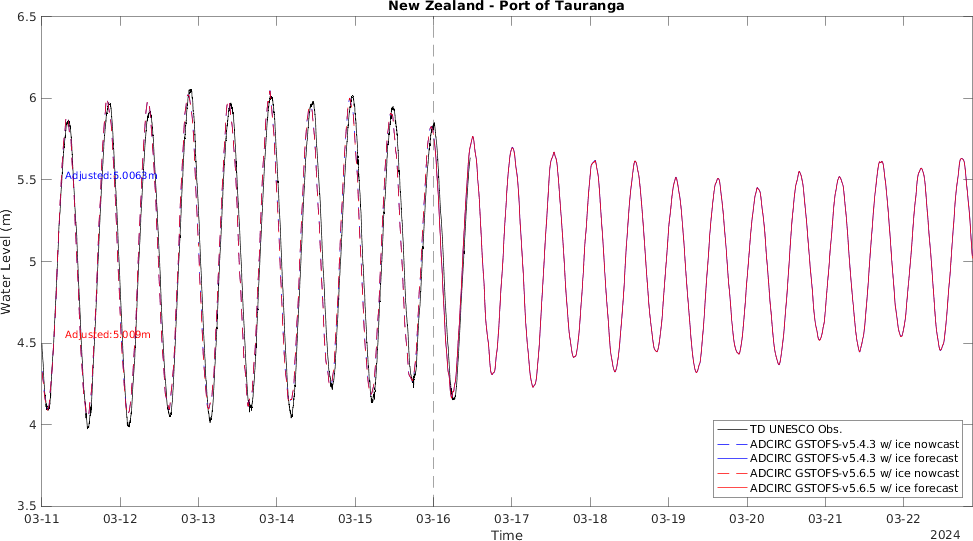 New Zealand - Port of Tauranga
6.5
6
5.5
5
4.5
4
3.5
Water Level (m)
Adjusted:5.0063m
Adjusted:5.009m
TD UNESCO Obs.
ADCIRC GSTOFS-v5.4.3 w/ ice nowcast
ADCIRC GSTOFS-v5.4.3 w/ ice forecast
ADCIRC GSTOFS-v5.6.5 w/ ice nowcast
ADCIRC GSTOFS-v5.6.5 w/ ice forecast
03-11 03-12 03-13 03-14 03-15 03-16 03-17 03-18 03-19 03-20 03-21 03-22
Time
2024